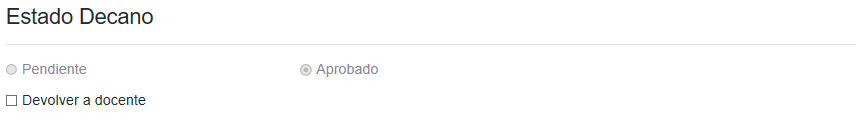 Estado Decano
Pendiente Aprobado
Devolver a docente